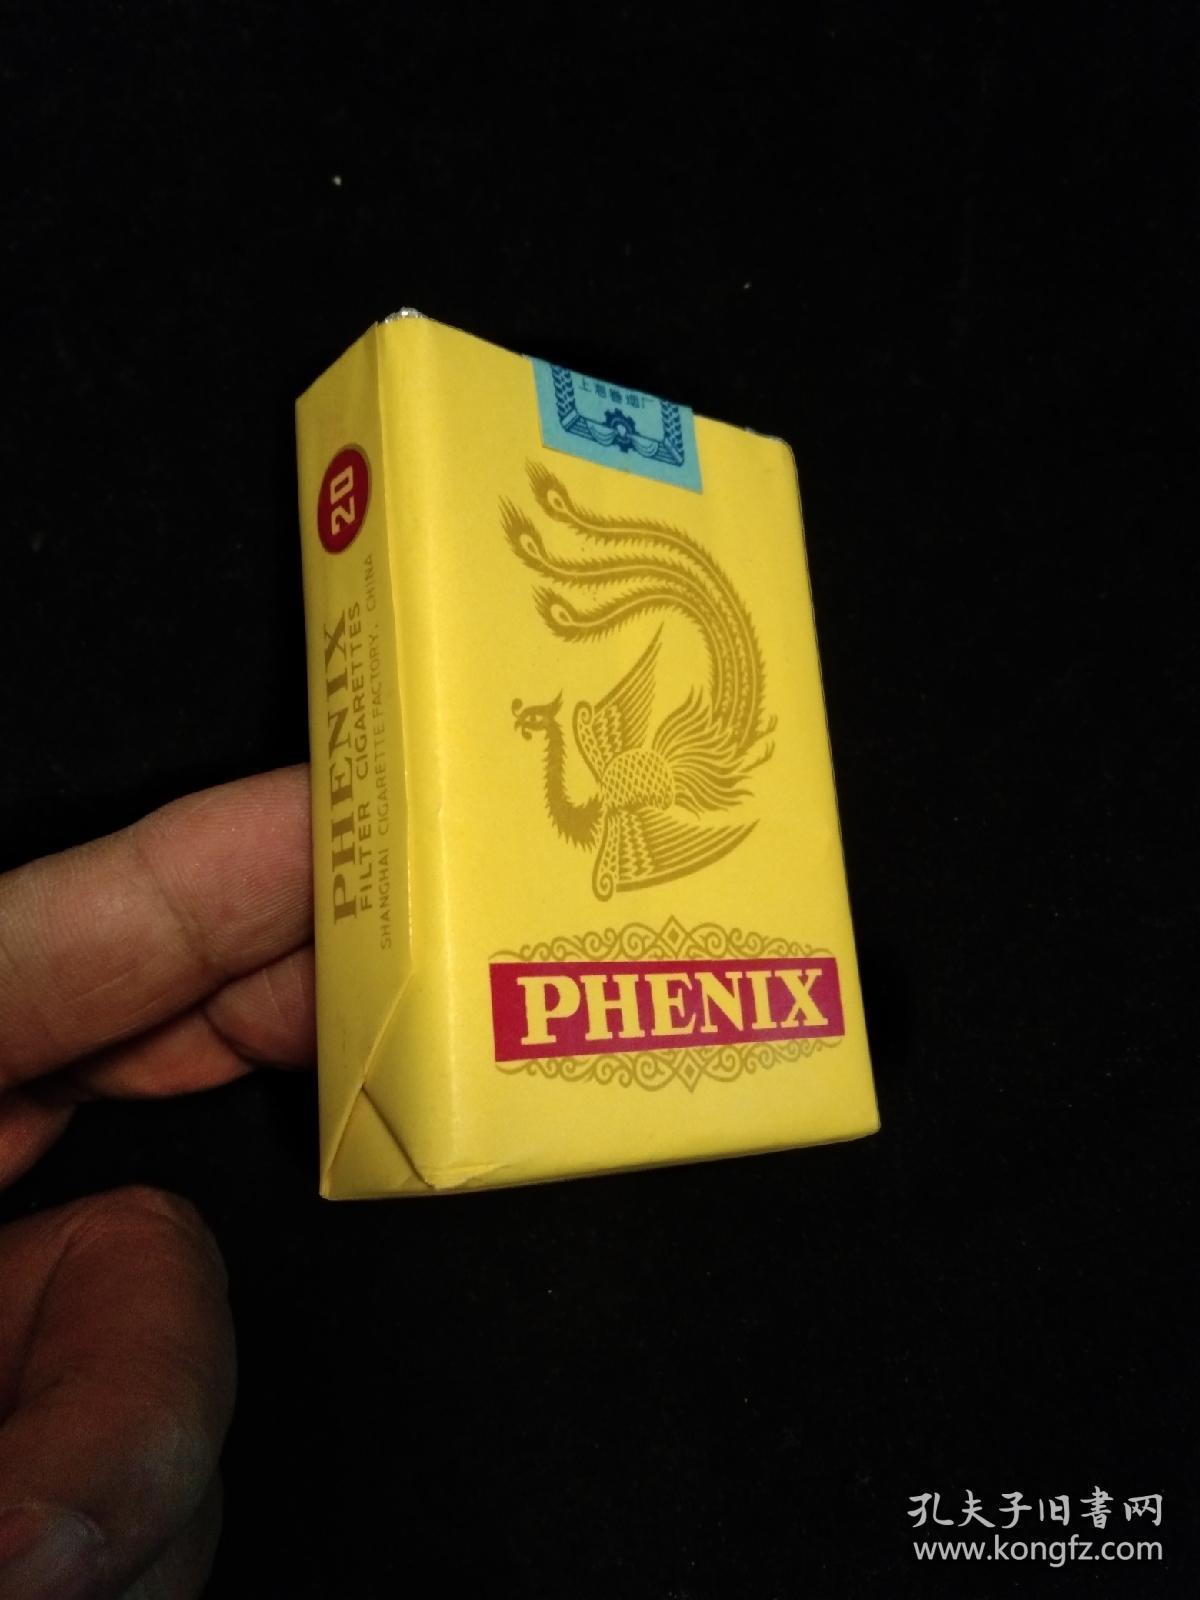 上海卷烟厂
20
PHENIX
FILTER CIGARETTES
SHANGHAI CIGARETTE FACTORY, CHINA
PHENIX
孔夫子旧書网
www.kongfz.com